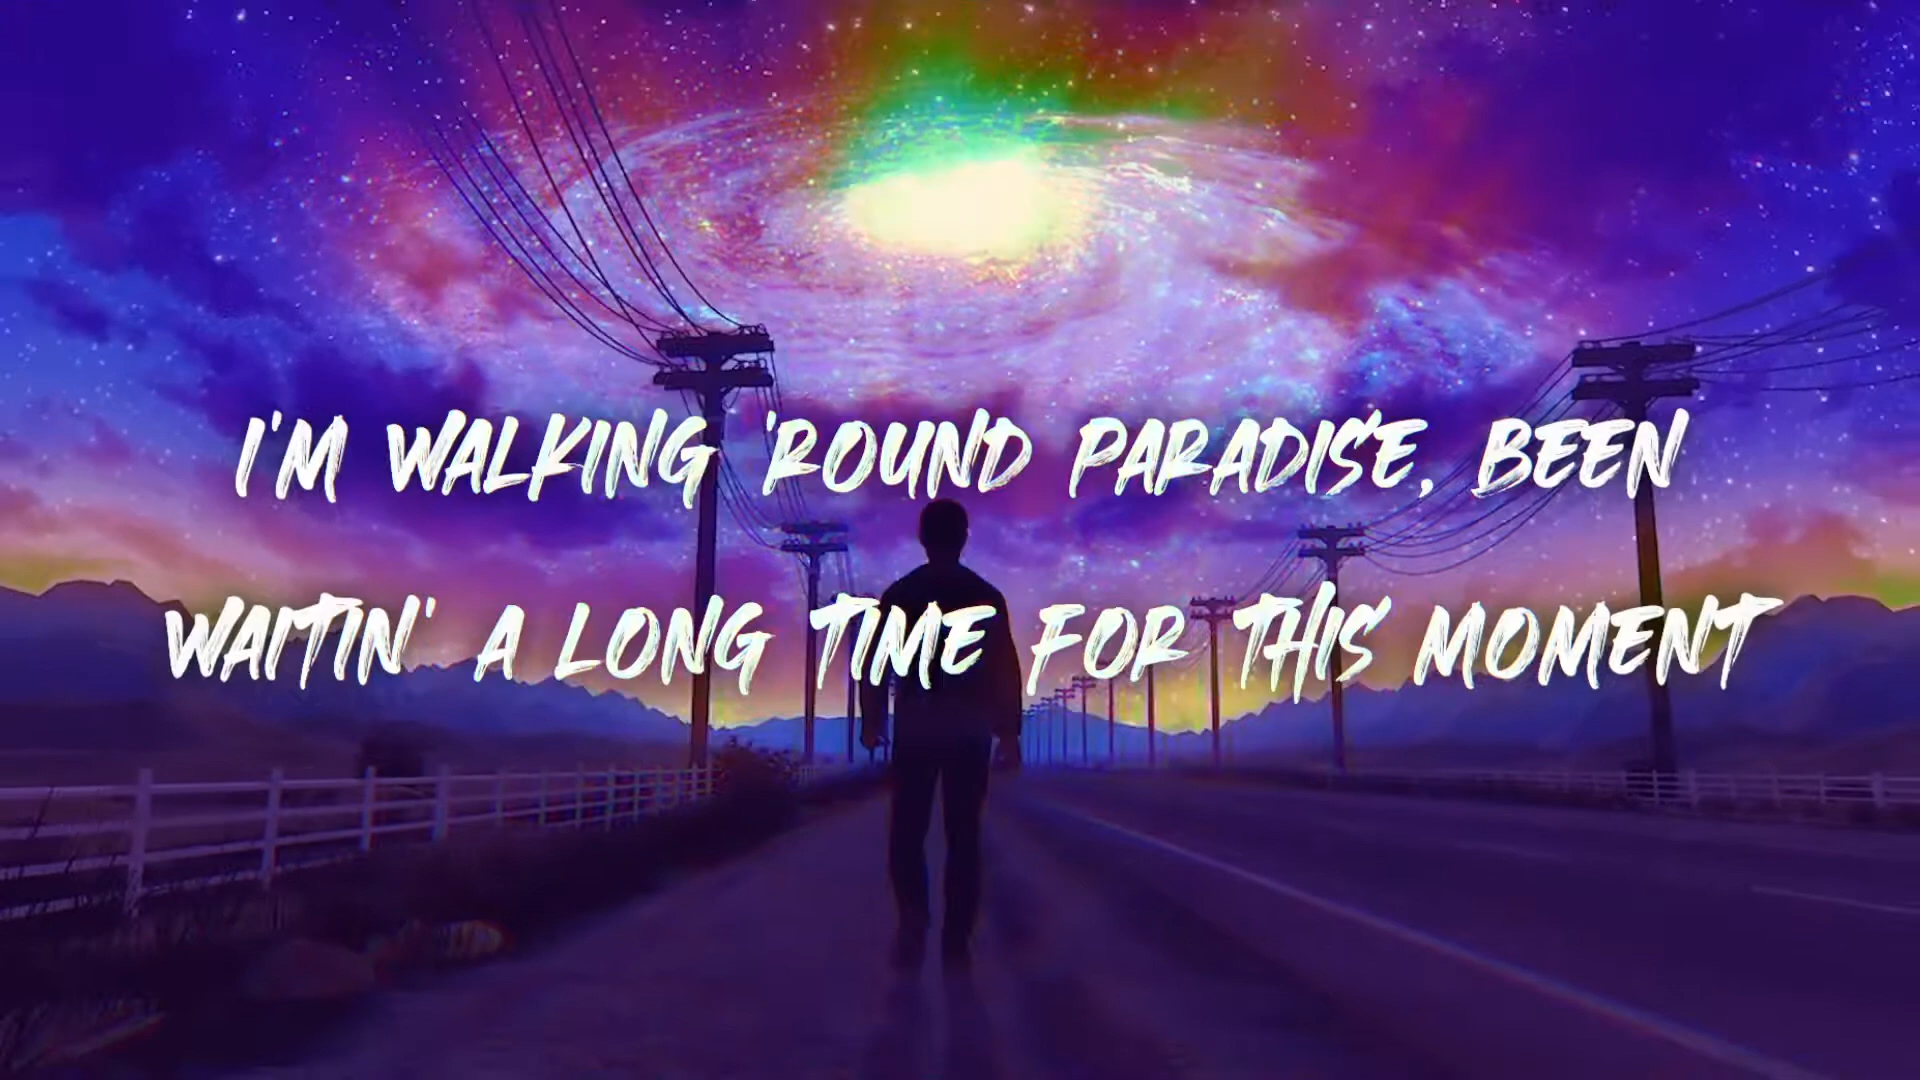 I'M WALKING 'ROUND PARADISE, BEEN
WAITIN' A LONG TIME FOR THIS MOMENT